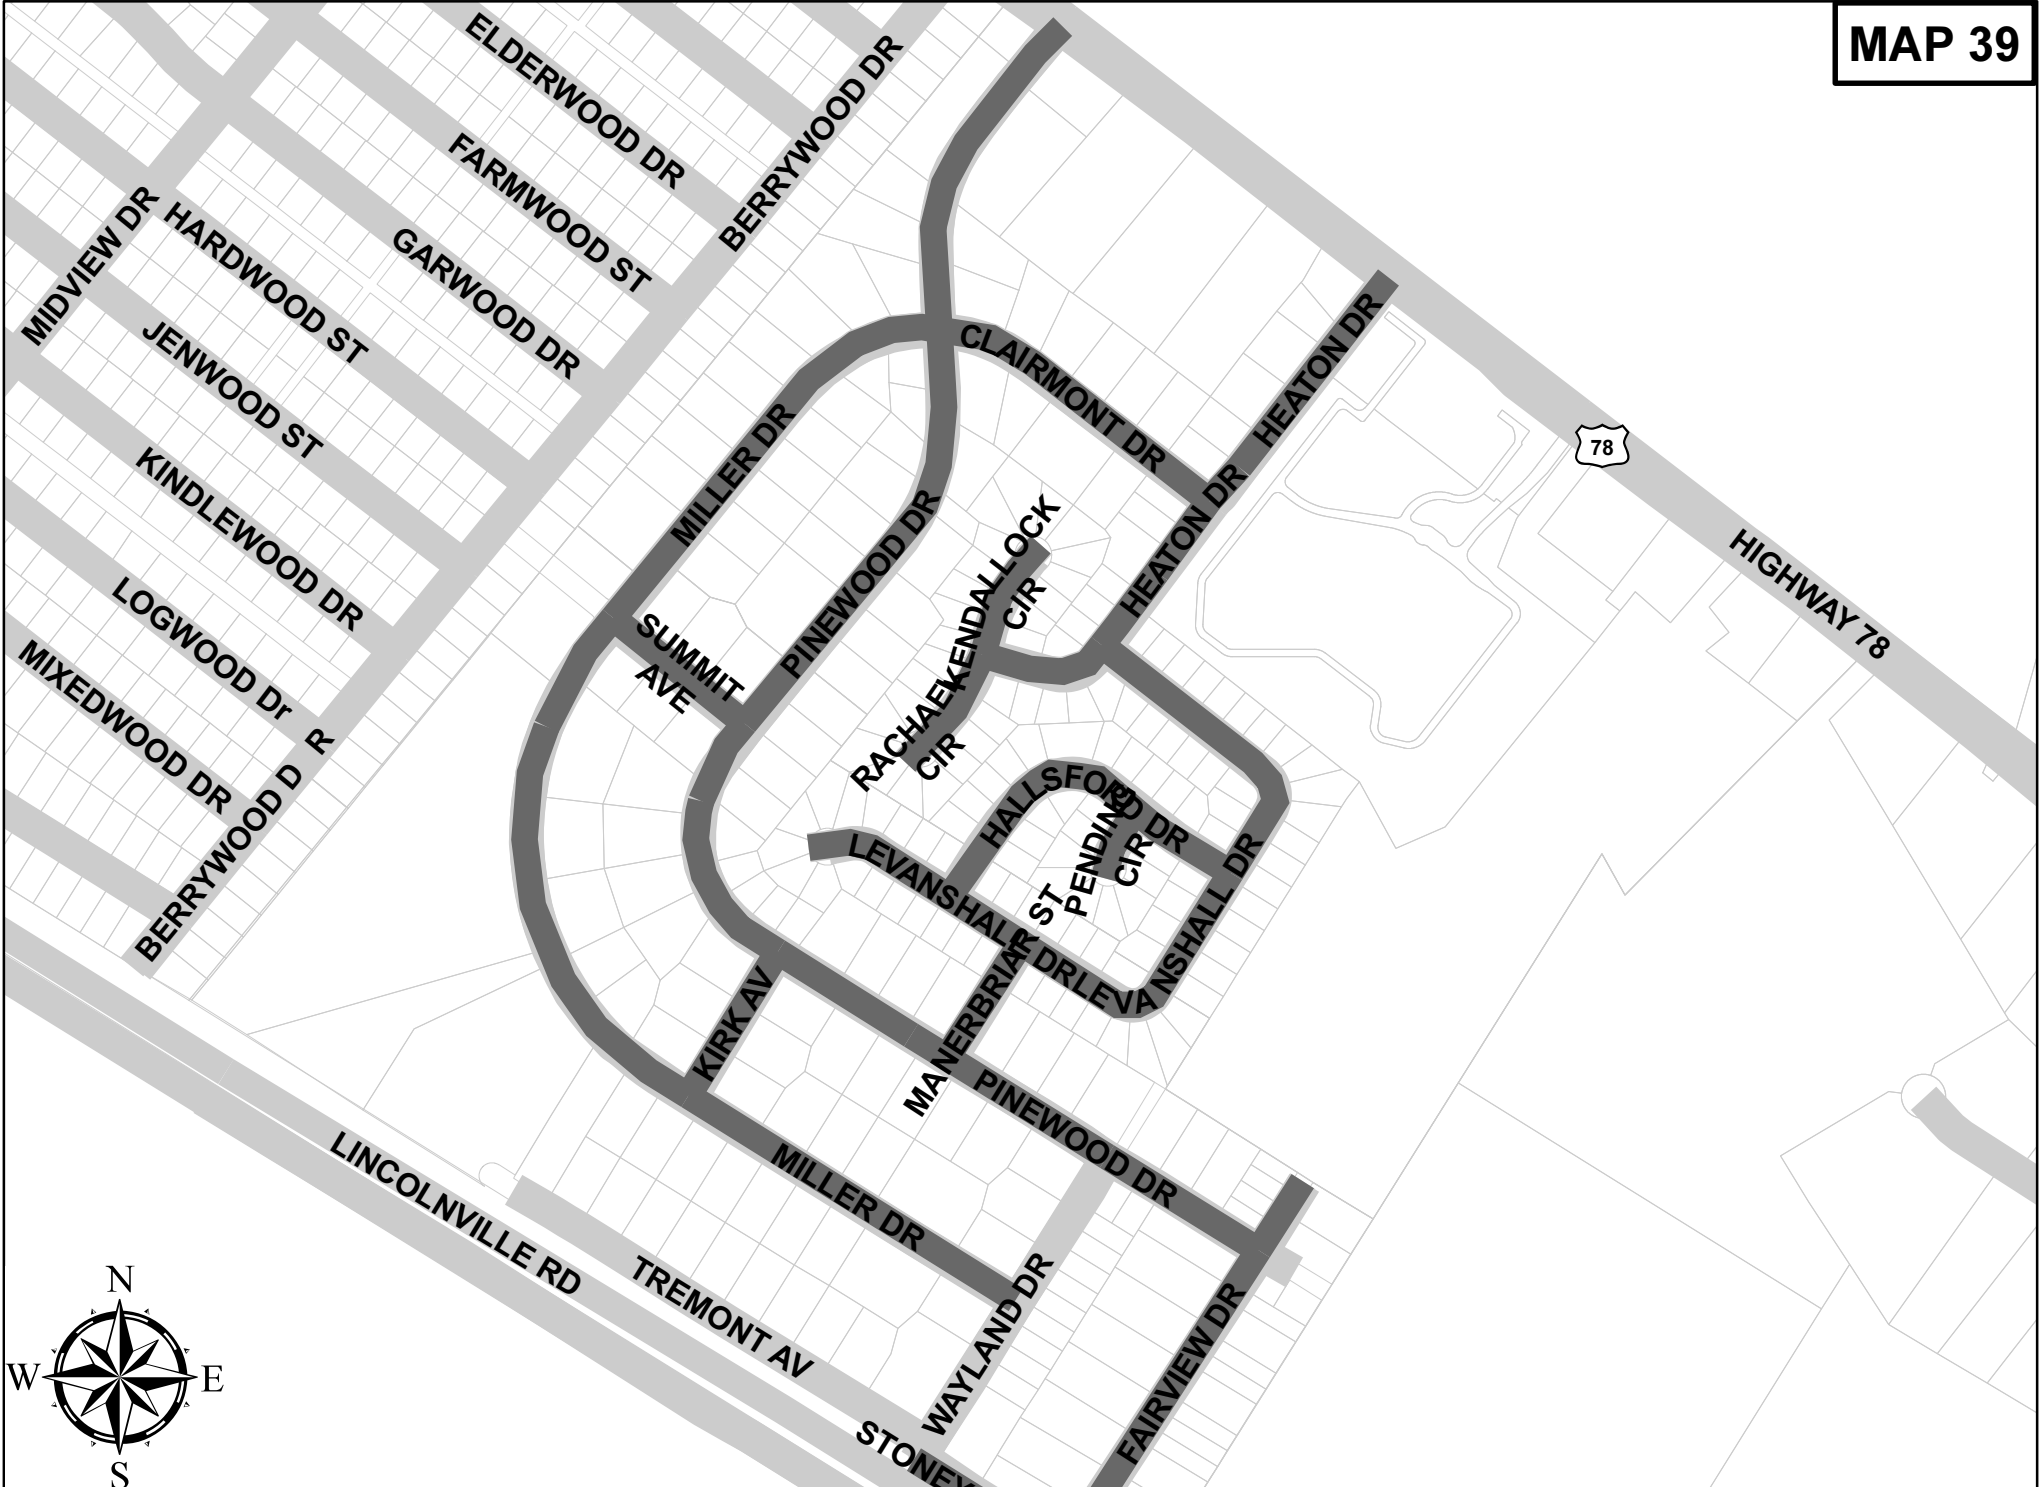 MAP 39
ELDERWOOD DR
BERRYWOOD DR
FARMWOOD ST
MIDVIEW DR
HARDWOOD ST
GARWOOD DR
JENWOOD ST
CLAIRMONT DR
HEATON DR
78
MILLER DR
KINDLEWOOD DR
HEATON DR
PINEWOOD DR
KENDALLOCK
CIR
HIGHWAY 78
LOGWOOD Dr
SUMMIT
AVE
MIXEDWOOD DR
RACHAEL
CIR
BERRYWOOD D R
HALLSFORD DR
PENDING
CIR
LEVANSHALL DR
LEVANSHALL DR
MANERBRIAR ST
KIRK AV
PINEWOOD DR
LINCOLNVILLE RD
MILLER DR
TREMONT AV
WAYLAND DR
FAIRVIEW DR
STONEY
N
W
E
S